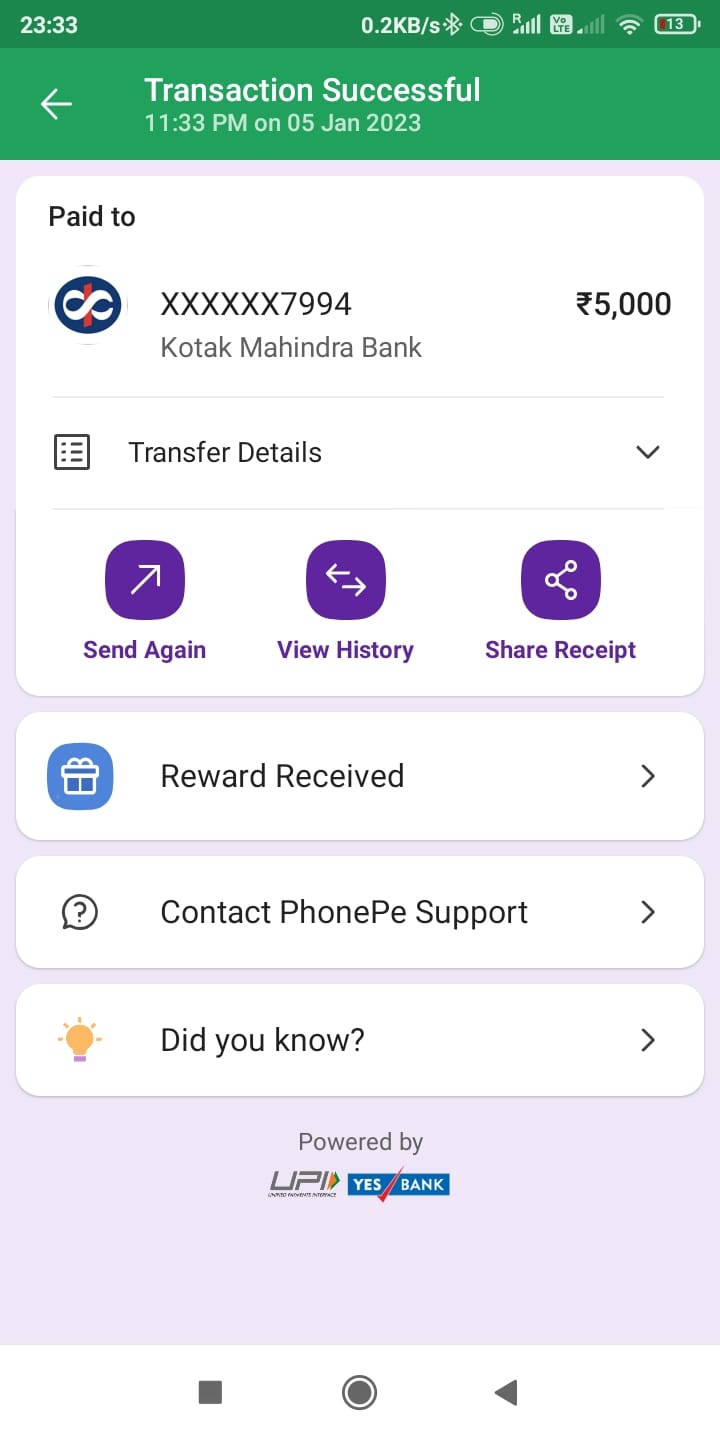 23:33
0.2KB/s
R
Vo
LTE
13
Transaction Successful
11:33 PM on 05 Jan 2023
Paid to
XXXXXX7994
₹5,000
Kotak Mahindra Bank
Transfer Details
Send Again
View History
Share Receipt
Reward Received
Contact PhonePe Support
Did you know?
Powered by
UPI
UNIFIED PAYMENTS INTERFACE
YES BANK